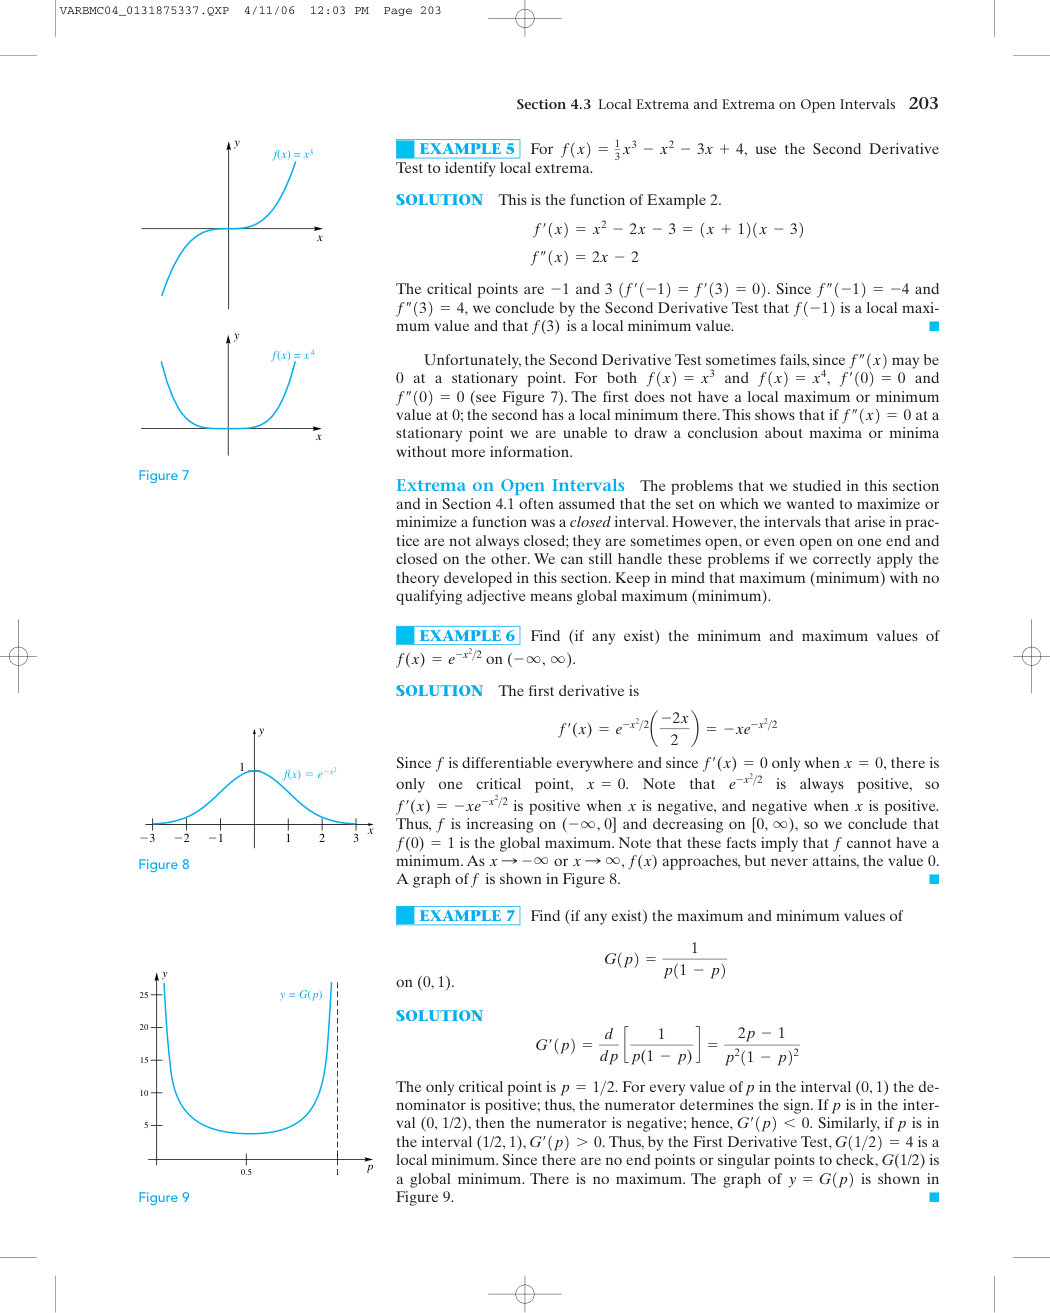 VARBMC04_0131875337.QXP 4/11/06 12:03 PM Page 203
Section 4.3 Local Extrema and Extrema on Open Intervals 203
y
f(x) = x³
x
y
f(x) = x⁴
x
Figure 7
EXAMPLE 5 For f(x) = ⅓x³ − x² − 3x + 4, use the Second Derivative
Test to identify local extrema.
SOLUTION This is the function of Example 2.
f′(x) = x² − 2x − 3 = (x + 1)(x − 3)
f″(x) = 2x − 2
The critical points are −1 and 3 (f′(−1) = f′(3) = 0). Since f″(−1) = −4 and
f″(3) = 4, we conclude by the Second Derivative Test that f(−1) is a local maxi-
mum value and that f(3) is a local minimum value.
Unfortunately, the Second Derivative Test sometimes fails, since f″(x) may be
0 at a stationary point. For both f(x) = x³ and f(x) = x⁴, f′(0) = 0 and
f″(0) = 0 (see Figure 7). The first does not have a local maximum or minimum
value at 0; the second has a local minimum there. This shows that if f″(x) = 0 at a
stationary point we are unable to draw a conclusion about maxima or minima
without more information.
Extrema on Open Intervals The problems that we studied in this section
and in Section 4.1 often assumed that the set on which we wanted to maximize or
minimize a function was a closed interval. However, the intervals that arise in prac-
tice are not always closed; they are sometimes open, or even open on one end and
closed on the other. We can still handle these problems if we correctly apply the
theory developed in this section. Keep in mind that maximum (minimum) with no
qualifying adjective means global maximum (minimum).
EXAMPLE 6 Find (if any exist) the minimum and maximum values of
f(x) = e^(−x²/2) on (−∞, ∞).
SOLUTION The first derivative is
f′(x) = e^(−x²/2)(−2x/2) = −xe^(−x²/2)
Since f is differentiable everywhere and since f′(x) = 0 only when x = 0, there is
only one critical point, x = 0. Note that e^(−x²/2) is always positive, so
f′(x) = −xe^(−x²/2) is positive when x is negative, and negative when x is positive.
Thus, f is increasing on (−∞, 0] and decreasing on [0, ∞), so we conclude that
f(0) = 1 is the global maximum. Note that these facts imply that f cannot have a
minimum. As x → −∞ or x → ∞, f(x) approaches, but never attains, the value 0.
A graph of f is shown in Figure 8.
y
1
f(x) = e^(−x²)
−3 −2 −1 1 2 3 x
Figure 8
EXAMPLE 7 Find (if any exist) the maximum and minimum values of
G(p) = 1/(p(1 − p))
on (0, 1).
SOLUTION
G′(p) = d/dp [1/(p(1 − p))] = (2p − 1)/(p²(1 − p)²)
The only critical point is p = 1/2. For every value of p in the interval (0, 1) the de-
nominator is positive; thus, the numerator determines the sign. If p is in the inter-
val (0, 1/2), then the numerator is negative; hence, G′(p) < 0. Similarly, if p is in
the interval (1/2, 1), G′(p) > 0. Thus, by the First Derivative Test, G(1/2) = 4 is a
local minimum. Since there are no end points or singular points to check, G(1/2) is
a global minimum. There is no maximum. The graph of y = G(p) is shown in
Figure 9.
y
25
y = G(p)
20
15
10
5
0.5 1 p
Figure 9